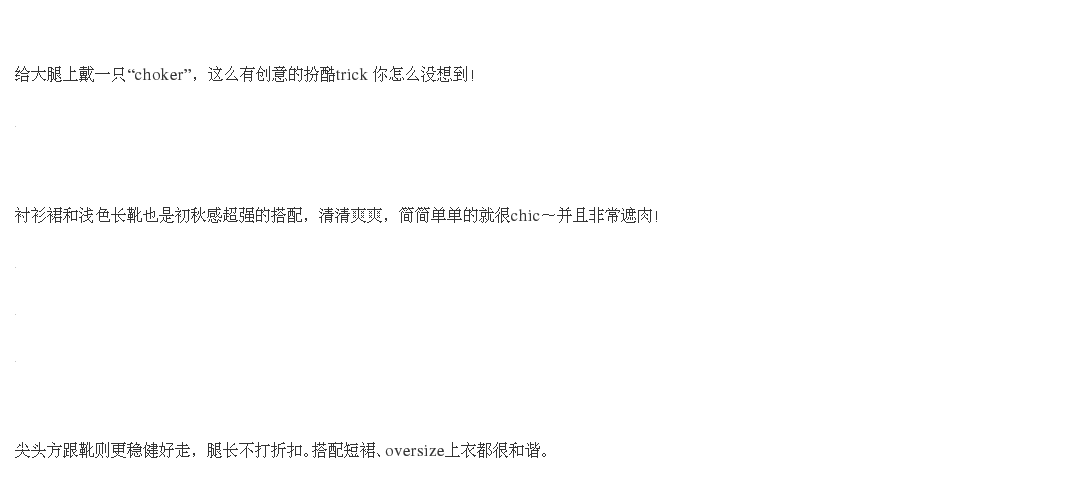 给大腿上戴一只“choker”，这么有创意的扮酷trick 你怎么没想到！
衬衫裙和浅色长靴也是初秋感超强的搭配，清清爽爽，简简单单的就很chic～并且非常遮肉！
尖头方跟靴则更稳健好走，腿长不打折扣。搭配短裙、oversize上衣都很和谐。